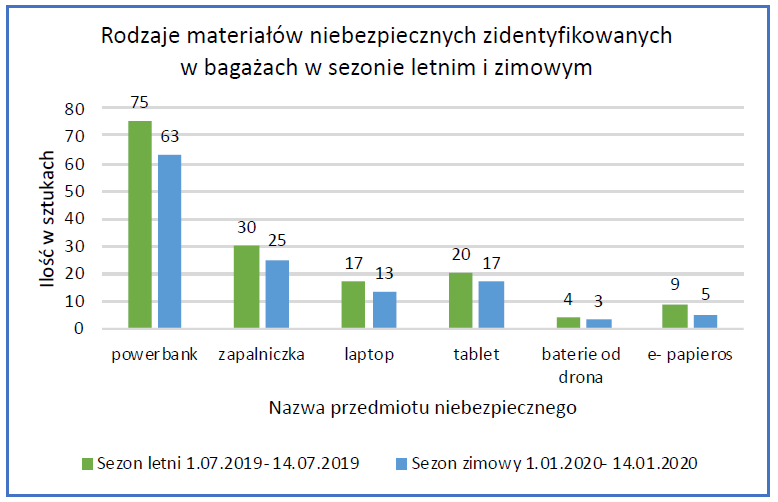 Rodzaje materiałów niebezpiecznych zidentyfikowanych
w bagażach w sezonie letnim i zimowym
Ilość w sztukach
80
70
60
50
40
30
20
10
0
75
63
30
25
17
13
20
17
4
3
9
5
powerbank
zapalniczka
laptop
tablet
baterie od
drona
e- papieros
Nazwa przedmiotu niebezpiecznego
Sezon letni 1.07.2019- 14.07.2019
Sezon zimowy 1.01.2020- 14.01.2020